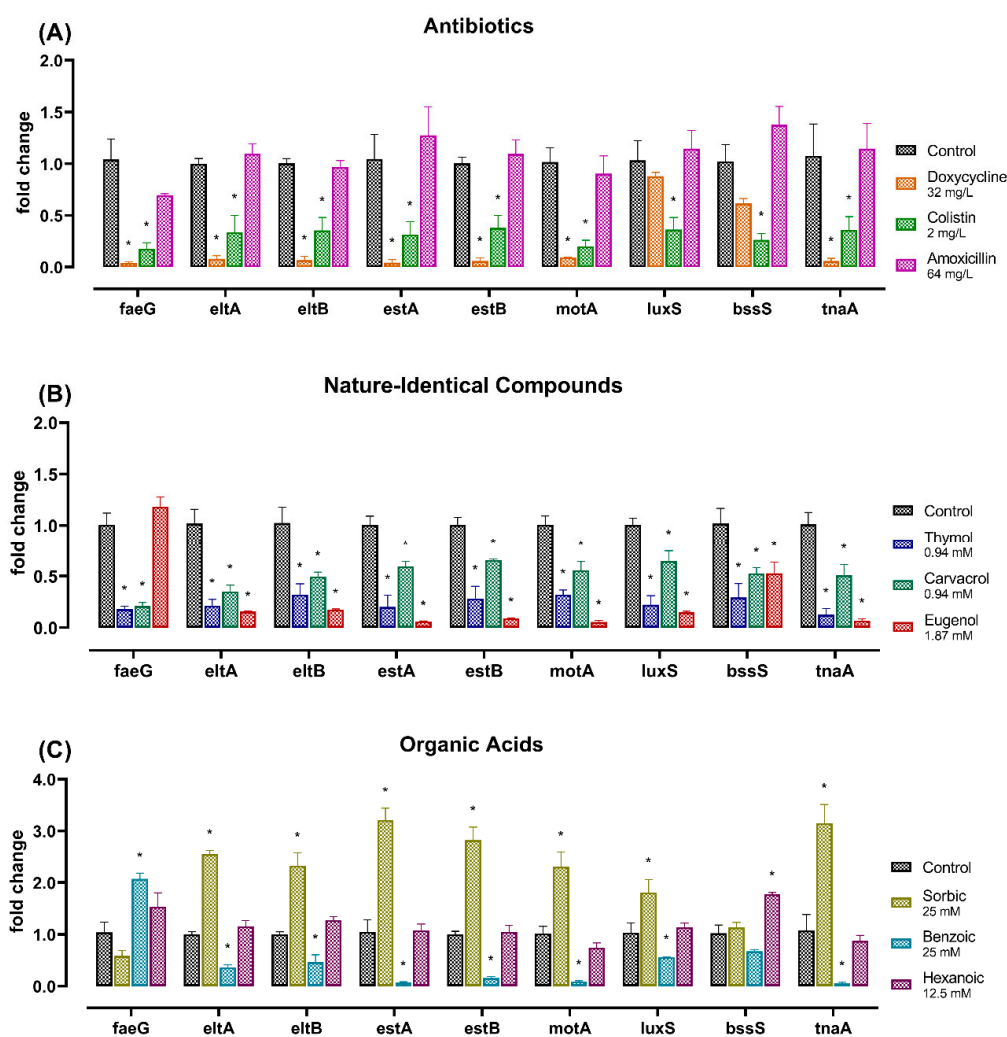 (A)
Antibiotics
fold change
2.0
1.5
1.0
0.5
0.0
* * * * * * * * * * * * * * * *
faeG eltA eltB estA estB motA luxS bssS tnaA
Control
Doxycycline
32 mg/L
Colistin
2 mg/L
Amoxicillin
64 mg/L
(B)
Nature-Identical Compounds
fold change
2.0
1.5
1.0
0.5
0.0
* * * * * * * * * * * * * * * * * * * * * * * * * *
faeG eltA eltB estA estB motA luxS bssS tnaA
Control
Thymol
0.94 mM
Carvacrol
0.94 mM
Eugenol
1.87 mM
(C)
Organic Acids
fold change
4.0
3.0
2.0
1.0
0.0
* * * * * * * * * * * * * * * *
faeG eltA eltB estA estB motA luxS bssS tnaA
Control
Sorbic
25 mM
Benzoic
25 mM
Hexanoic
12.5 mM